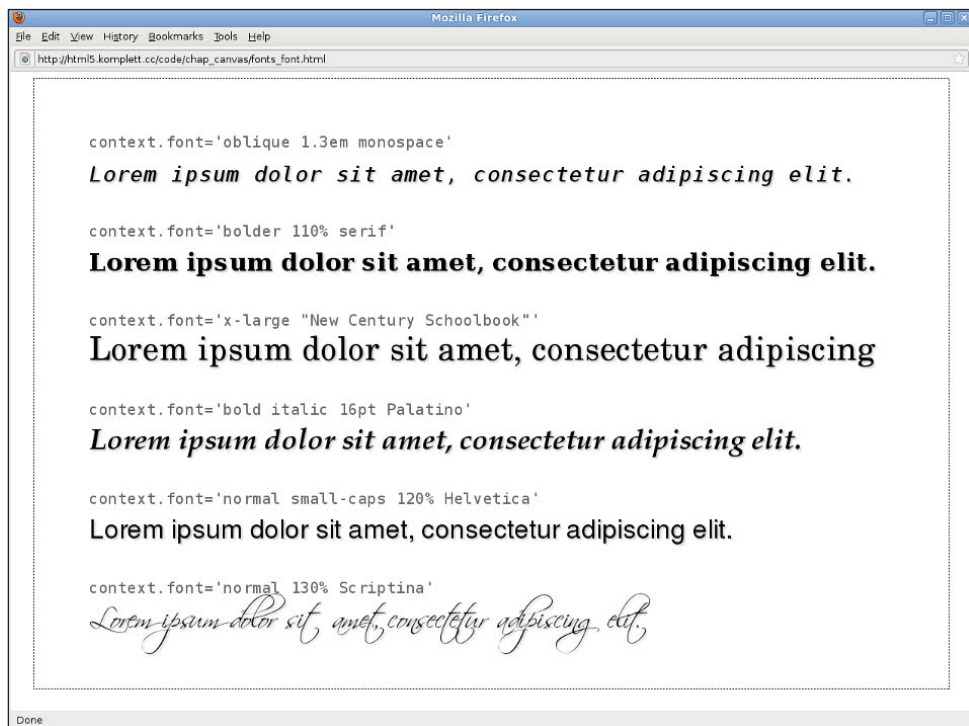 Mozilla Firefox
File Edit View History Bookmarks Tools Help
http://html5.komplett.cc/code/chap_canvas/fonts_font.html
context.font='oblique 1.3em monospace'
Lorem ipsum dolor sit amet, consectetur adipiscing elit.
context.font='bolder 110% serif'
Lorem ipsum dolor sit amet, consectetur adipiscing elit.
context.font='x-large "New Century Schoolbook"'
Lorem ipsum dolor sit amet, consectetur adipiscing
context.font='bold italic 16pt Palatino'
Lorem ipsum dolor sit amet, consectetur adipiscing elit.
context.font='normal small-caps 120% Helvetica'
Lorem ipsum dolor sit amet, consectetur adipiscing elit.
context.font='normal 130% Scriptina'
Lorem ipsum dolor sit amet, consectetur adipiscing elit.
Done